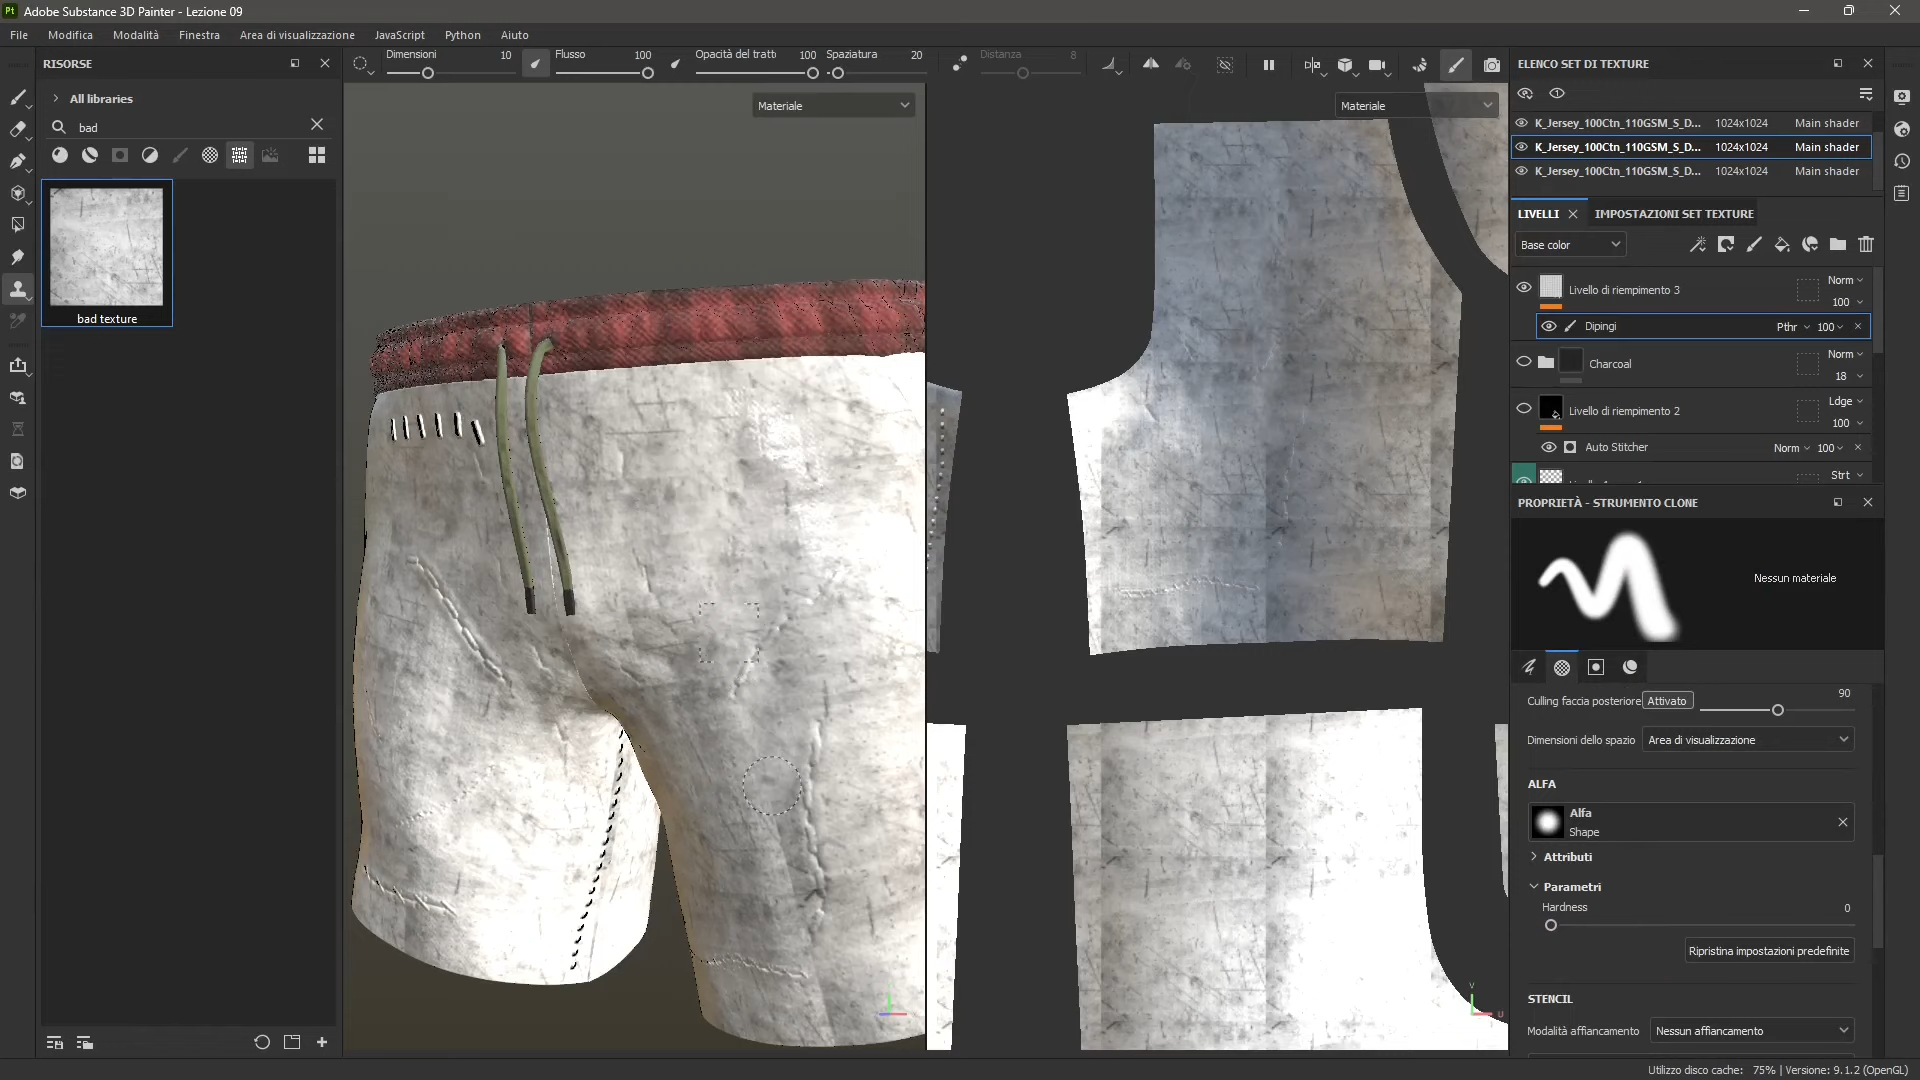 Pt Adobe Substance 3D Painter - Lezione 09
File Modifica Modalità Finestra Area di visualizzazione JavaScript Python Aiuto
RISORSE
Dimensioni 10 Flusso 100 Opacità del tratto 100 Spaziatura 20 Distanza 8
All libraries
bad
bad texture
Materiale
Materiale
V
U
ELENCO SET DI TEXTURE
K_Jersey_100Ctn_110GSM_S_D... 1024x1024 Main shader
K_Jersey_100Ctn_110GSM_S_D... 1024x1024 Main shader
K_Jersey_100Ctn_110GSM_S_D... 1024x1024 Main shader
LIVELLI IMPOSTAZIONI SET TEXTURE
Base color
Livello di riempimento 3 Norm 100
Dipingi Pthr 100
Charcoal Norm 18
Livello di riempimento 2 Ldge 100
Auto Stitcher Norm 100
Strt
PROPRIETÀ - STRUMENTO CLONE
Nessun materiale
Culling faccia posteriore Attivato 90
Dimensioni dello spazio Area di visualizzazione
ALFA
Alfa
Shape
Attributi
Parametri
Hardness 0
Ripristina impostazioni predefinite
STENCIL
Modalità affiancamento Nessun affiancamento
Utilizzo disco cache: 75% | Versione: 9.1.2 (OpenGL)